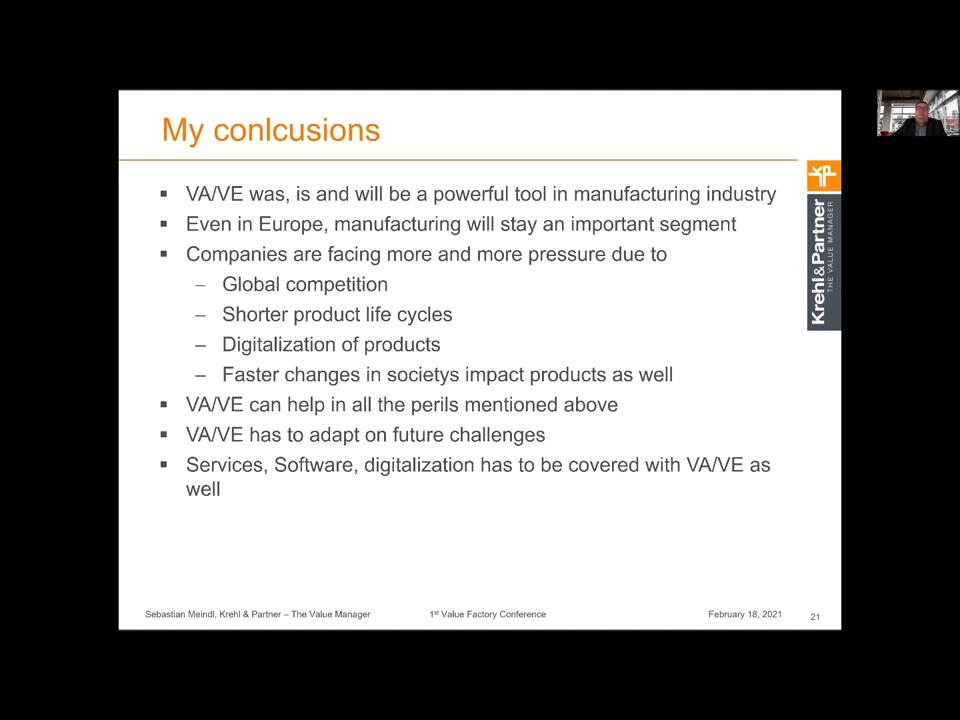 My conlcusions
▪ VA/VE was, is and will be a powerful tool in manufacturing industry
▪ Even in Europe, manufacturing will stay an important segment
▪ Companies are facing more and more pressure due to
– Global competition
– Shorter product life cycles
– Digitalization of products
– Faster changes in societys impact products as well
▪ VA/VE can help in all the perils mentioned above
▪ VA/VE has to adapt on future challenges
▪ Services, Software, digitalization has to be covered with VA/VE as
well
kp
Krehl&Partner
THE VALUE MANAGER
Sebastian Meindl, Krehl & Partner – The Value Manager 1st Value Factory Conference February 18, 2021 21